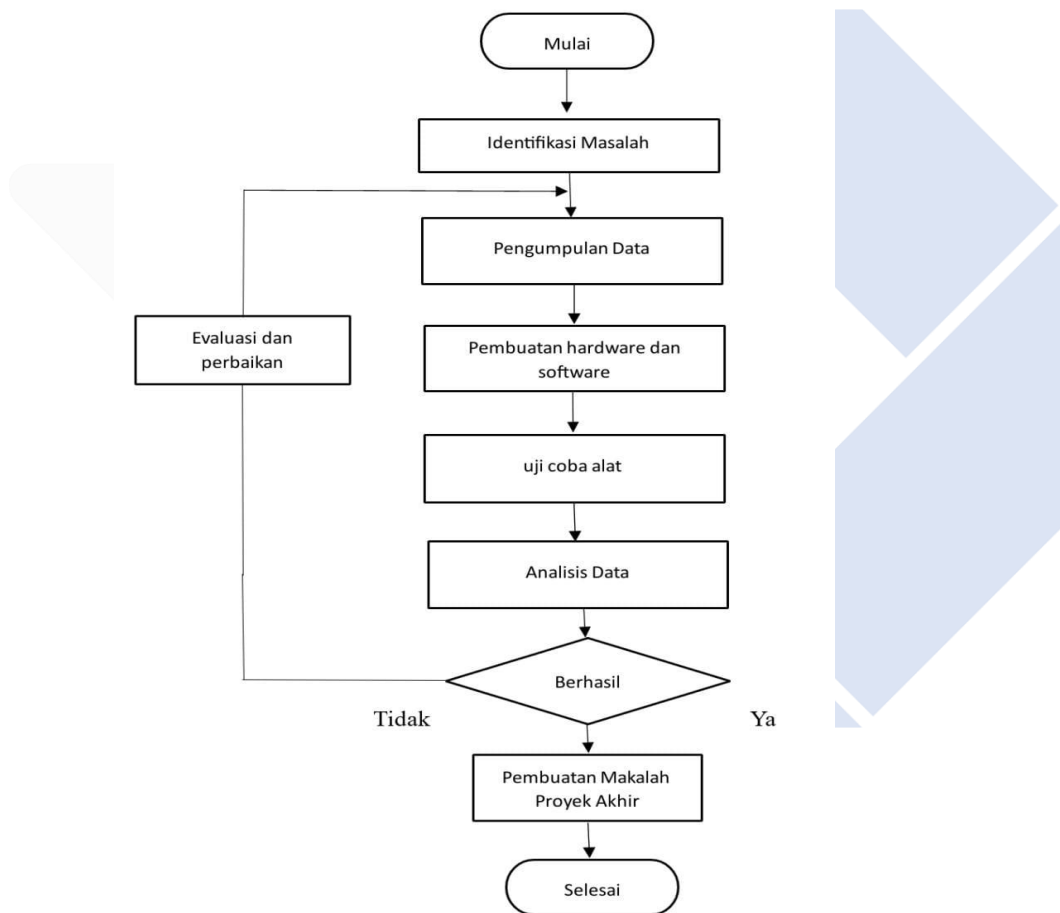 Mulai
Identifikasi Masalah
Pengumpulan Data
Evaluasi dan
perbaikan
Pembuatan hardware dan
software
uji coba alat
Analisis Data
Berhasil
Tidak
Ya
Pembuatan Makalah
Proyek Akhir
Selesai